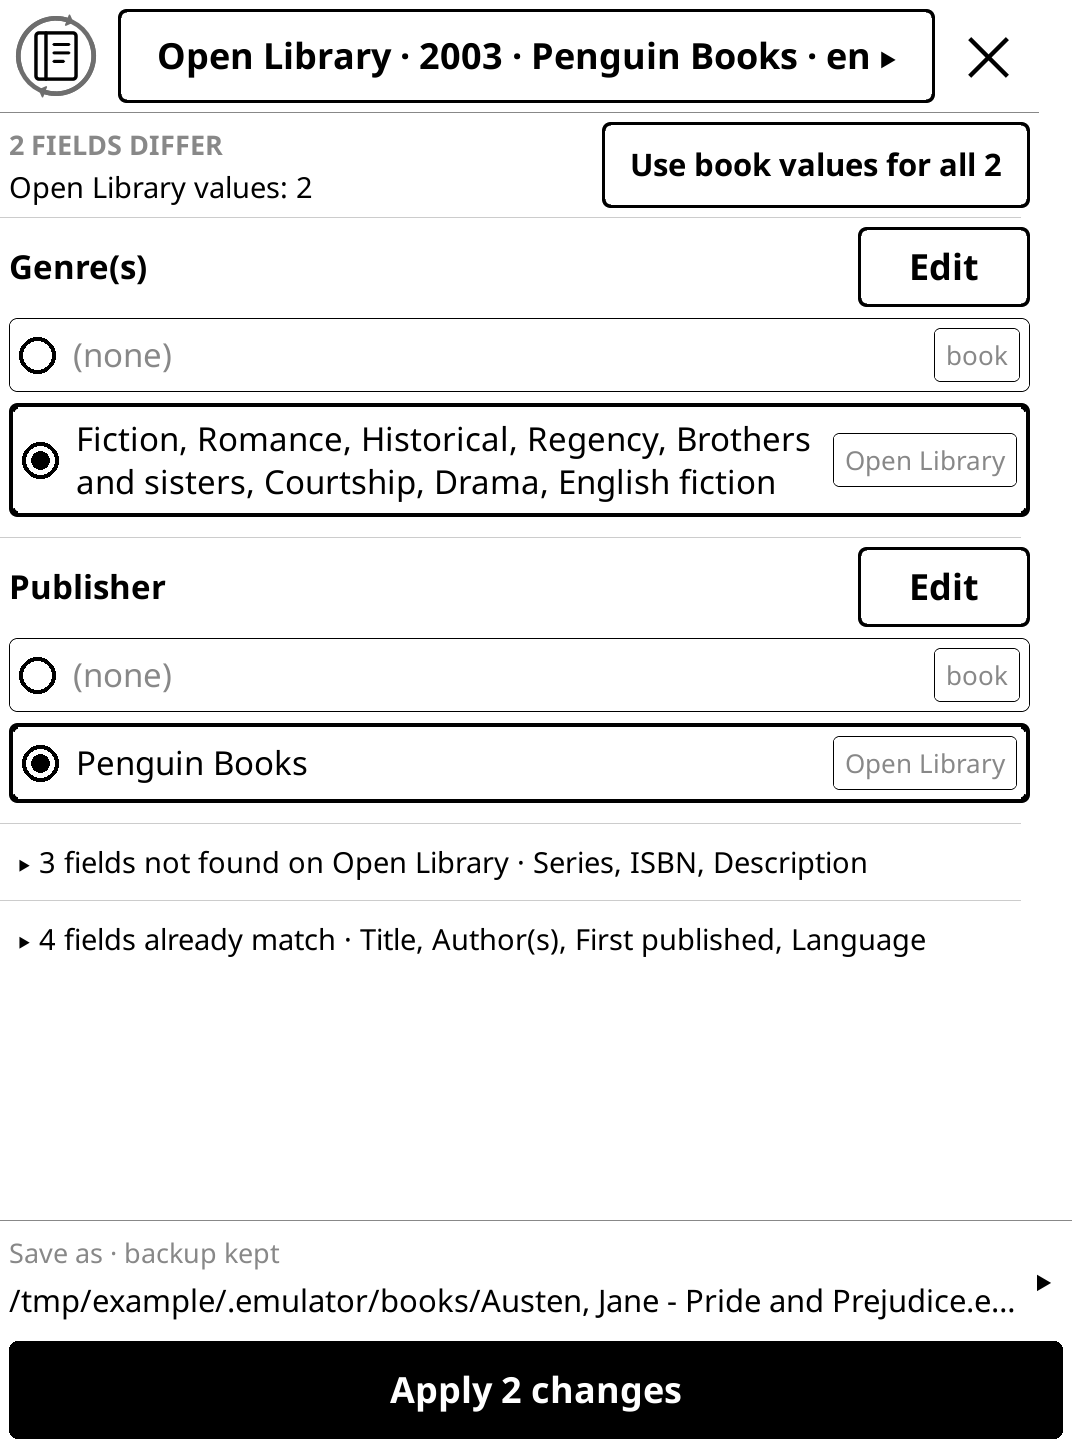 Open Library · 2003 · Penguin Books · en ▸
2 FIELDS DIFFER
Open Library values: 2
Use book values for all 2
Genre(s)
Edit
(none)
book
Fiction, Romance, Historical, Regency, Brothers
and sisters, Courtship, Drama, English fiction
Open Library
Publisher
Edit
(none)
book
Penguin Books
Open Library
▸ 3 fields not found on Open Library · Series, ISBN, Description
▸ 4 fields already match · Title, Author(s), First published, Language
Save as · backup kept
/tmp/example/.emulator/books/Austen, Jane - Pride and Prejudice.e...
Apply 2 changes